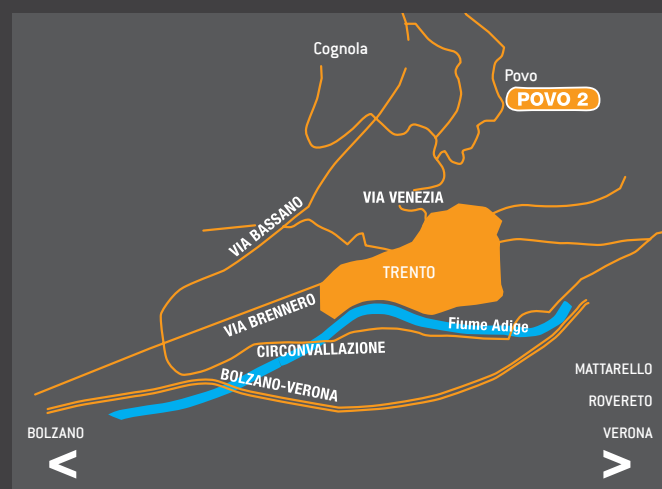 Cognola
Povo
POVO 2
VIA VENEZIA
VIA BASSANO
TRENTO
VIA BRENNERO
Fiume Adige
CIRCONVALLAZIONE
BOLZANO-VERONA
MATTARELLO
ROVERETO
BOLZANO
VERONA
<
>